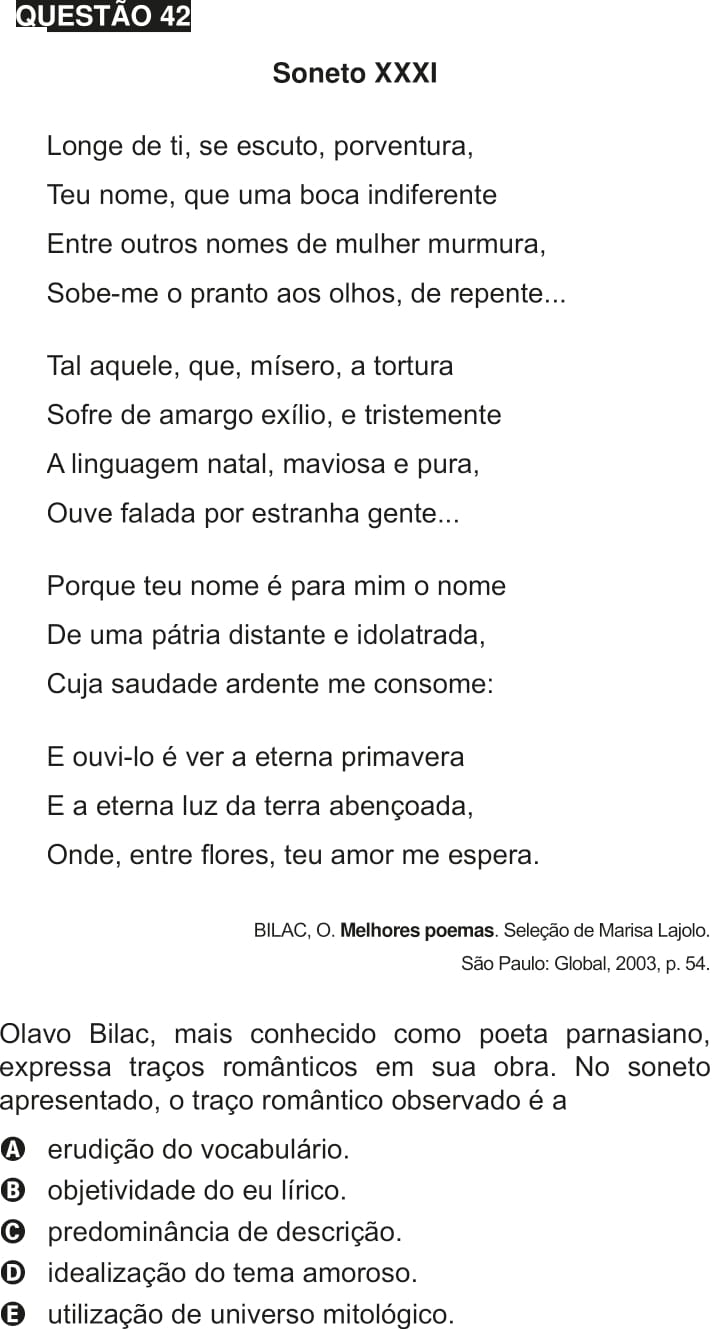 QUESTÃO 42
Soneto XXXI
Longe de ti, se escuto, porventura,
Teu nome, que uma boca indiferente
Entre outros nomes de mulher murmura,
Sobe-me o pranto aos olhos, de repente...
Tal aquele, que, mísero, a tortura
Sofre de amargo exílio, e tristemente
A linguagem natal, maviosa e pura,
Ouve falada por estranha gente...
Porque teu nome é para mim o nome
De uma pátria distante e idolatrada,
Cuja saudade ardente me consome:
E ouvi-lo é ver a eterna primavera
E a eterna luz da terra abençoada,
Onde, entre flores, teu amor me espera.
BILAC, O. Melhores poemas. Seleção de Marisa Lajolo.
São Paulo: Global, 2003, p. 54.
Olavo Bilac, mais conhecido como poeta parnasiano,
expressa traços românticos em sua obra. No soneto
apresentado, o traço romântico observado é a
A erudição do vocabulário.
B objetividade do eu lírico.
C predominância de descrição.
D idealização do tema amoroso.
E utilização de universo mitológico.